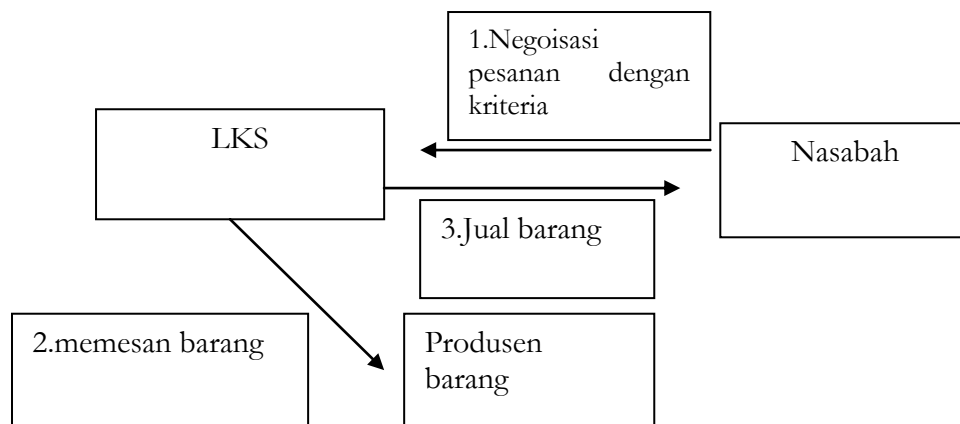 1.Negoisasi
pesanan dengan
kriteria
LKS
Nasabah
3.Jual barang
2.memesan barang
Produsen
barang